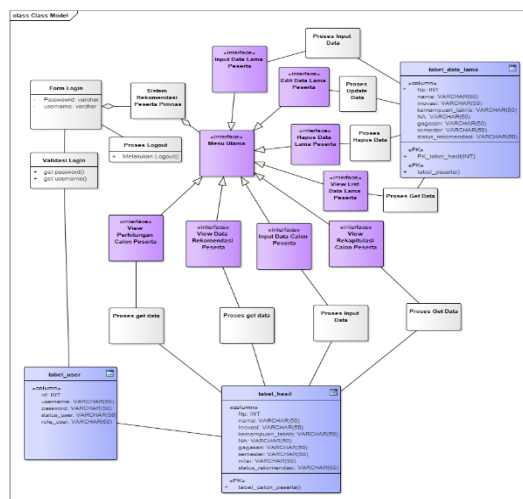 class Class Model
Form Login
- Password: varchar
- username: varchar
Sistem
Rekomendasi
Peserta Pimnas
Validasi Login
+ get password()
+ get username()
Proses Logout
+ Melakukan Logout()
«interface»
Menu Utama
«interface»
Input Data Lama
Peserta
Proses Input
Data
«interface»
Edit Data Lama
Peserta
Proses
Update
Data
«interface»
Hapus Data
Lama Peserta
Proses
Hapus Data
«interface»
View List
Data Lama
Peserta
Proses Get Data
tabel_data_lama
«column»
* Np: INT
nama: VARCHAR(50)
inovasi: VARCHAR(50)
kemampuan_teknis: VARCHAR(50)
NA: VARCHAR(50)
gagasan: VARCHAR(50)
semester: VARCHAR(50)
status_rekomendasi: VARCHAR(50)
«FK»
+ FK_tabel_hasil(INT)
«PK»
+ tabel_peserta()
«interface»
View
Perhitungan
Calon Peserta
«interface»
View Data
Rekomendasi
Peserta
«interface»
Input Data Calon
Peserta
«interface»
View
Rekapitulasi
Calon Peserta
Proses get data
Proses get data
Proses Input
Data
Proses Get Data
tabel_user
«column»
id: INT
username: VARCHAR(50)
password: VARCHAR(50)
status_user: VARCHAR(50)
role_user: VARCHAR(50)
tabel_hasil
«column»
Np: INT
nama: VARCHAR(50)
inovasi: VARCHAR(50)
kemampuan_teknis: VARCHAR(50)
NA: VARCHAR(50)
gagasan: VARCHAR(50)
semester: VARCHAR(50)
nilai: VARCHAR(50)
status_rekomendasi: VARCHAR(50)
«PK»
+ tabel_calon_peserta()